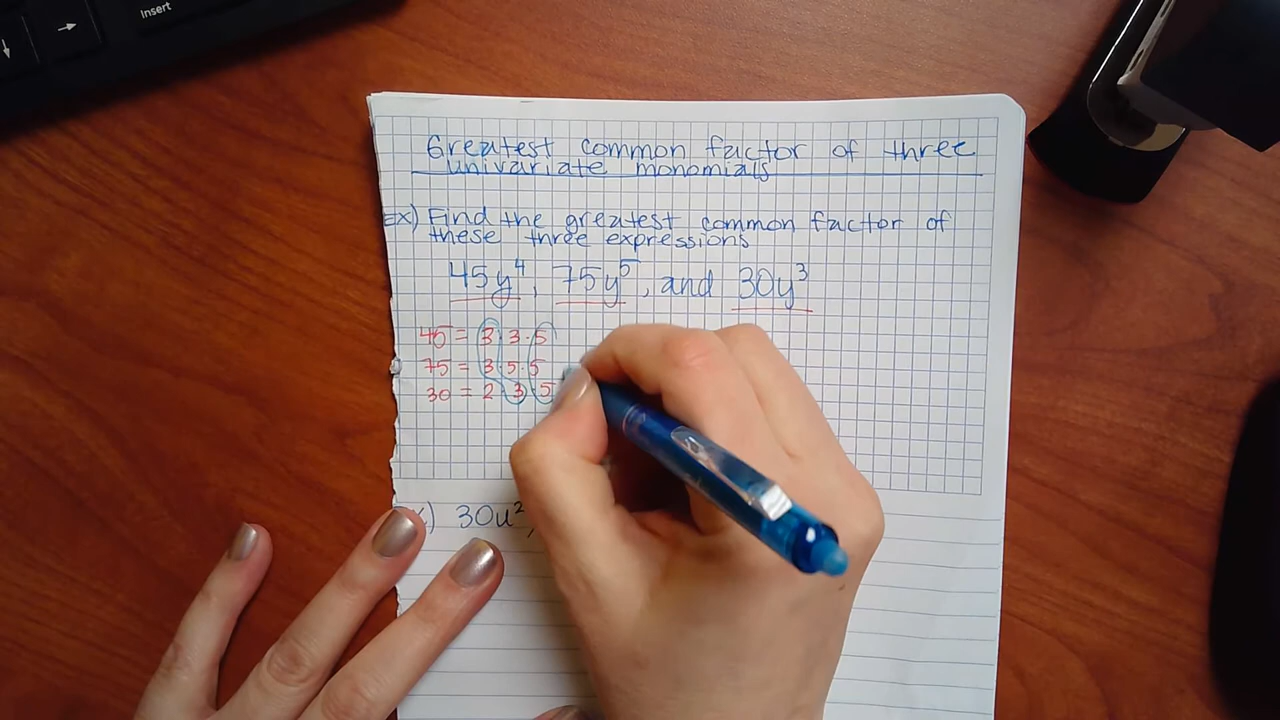 Insert
Greatest common factor of three
univariate monomials
Ex) Find the greatest common factor of
these three expressions
45y⁴, 75y⁵, and 30y³
45 = 3·3·5
75 = 3·5·5
30 = 2·3·5
) 30u²,